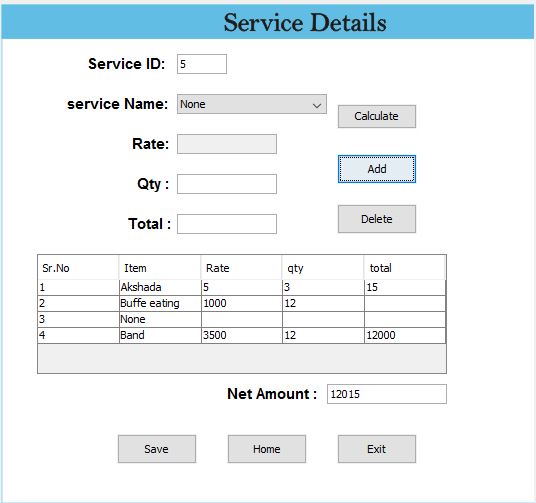 Service Details
Service ID: 5
service Name: None
Calculate
Rate:
Add
Qty :
Total :
Delete
Sr.No Item Rate qty total
1 Akshada 5 3 15
2 Buffe eating 1000 12
3 None
4 Band 3500 12 12000
Net Amount : 12015
Save Home Exit